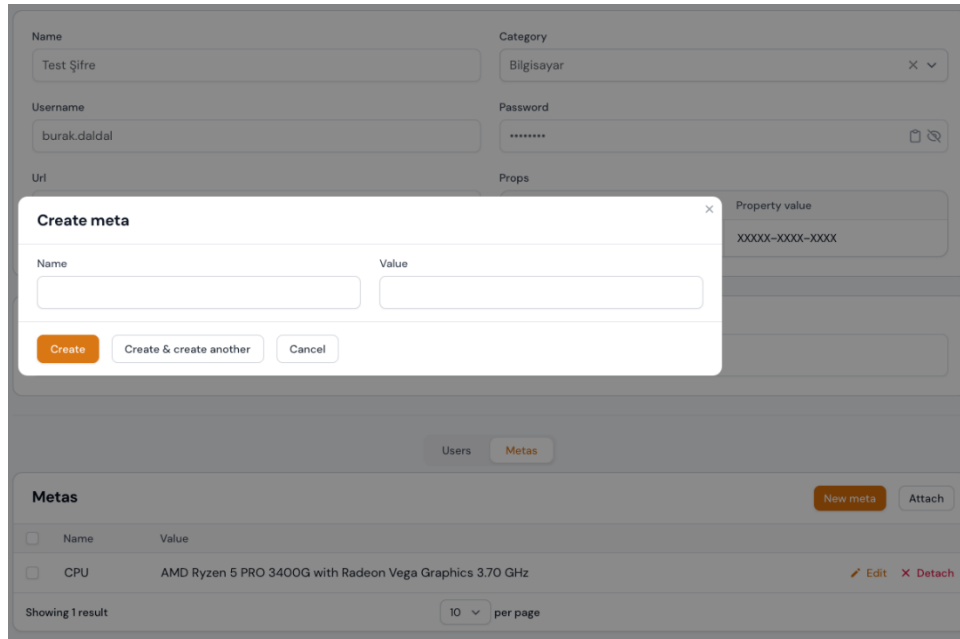 Name
Category
Test Şifre
Bilgisayar
Username
Password
burak.daldal
••••••••
Url
Props
Property value
XXXXX-XXXX-XXXX
Create meta
Name
Value
Create
Create & create another
Cancel
Users
Metas
Metas
New meta
Attach
Name
Value
CPU
AMD Ryzen 5 PRO 3400G with Radeon Vega Graphics 3.70 GHz
Edit
Detach
Showing 1 result
10
per page